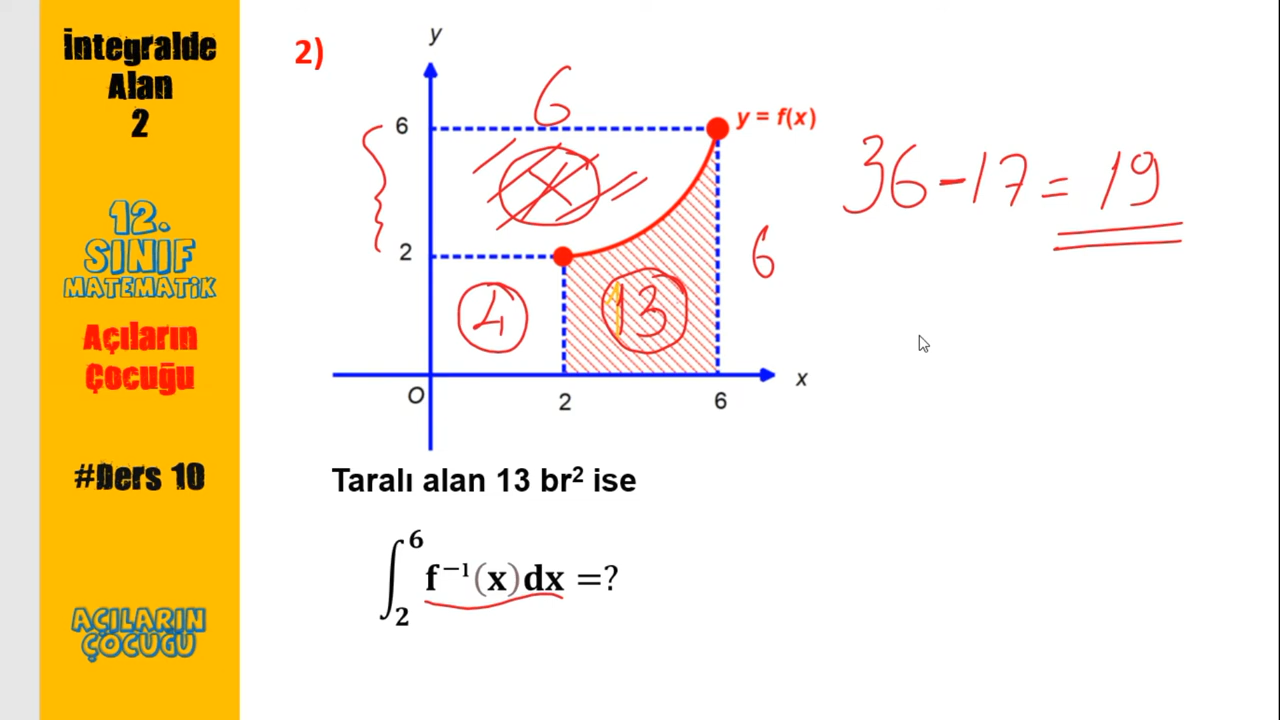 İntegralde
Alan
2
12.
SINIF
MATEMATİK
Açıların
Çocuğu
#Ders 10
AÇILARIN
ÇOCUĞU
2)
y
6
6
y = f(x)
X
36-17=19
2
6
4
13
O
2
6
x
Taralı alan 13 br² ise
∫₂⁶ f⁻¹(x)dx =?